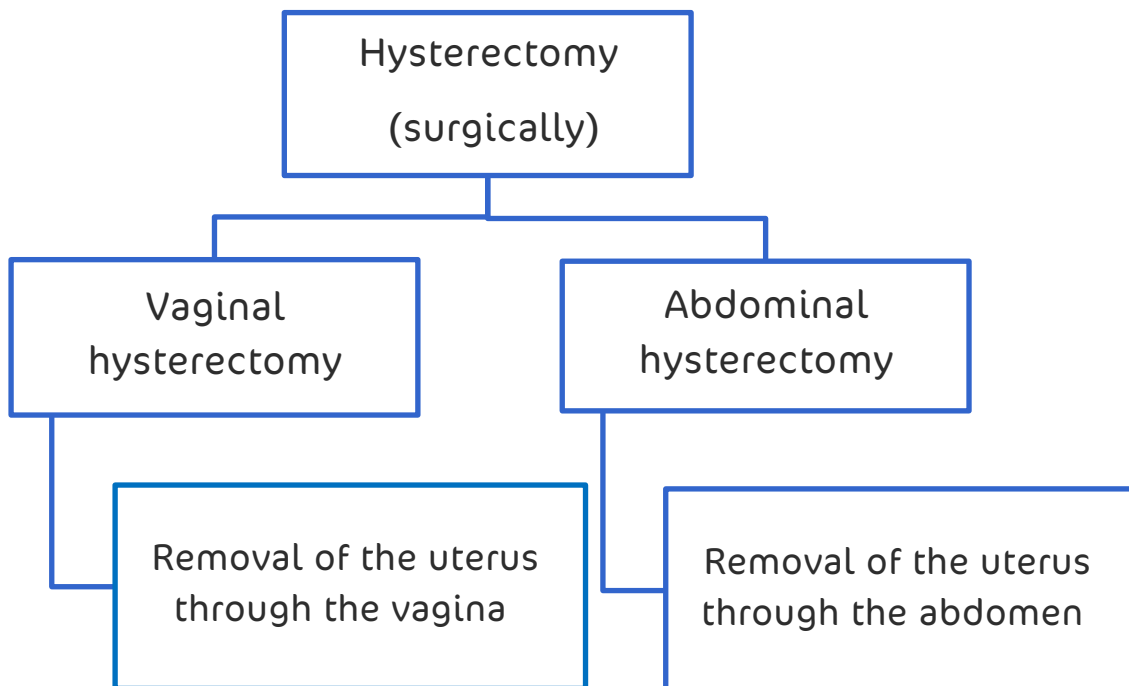 Hysterectomy
(surgically)
Vaginal
hysterectomy
Abdominal
hysterectomy
Removal of the uterus
through the vagina
Removal of the uterus
through the abdomen